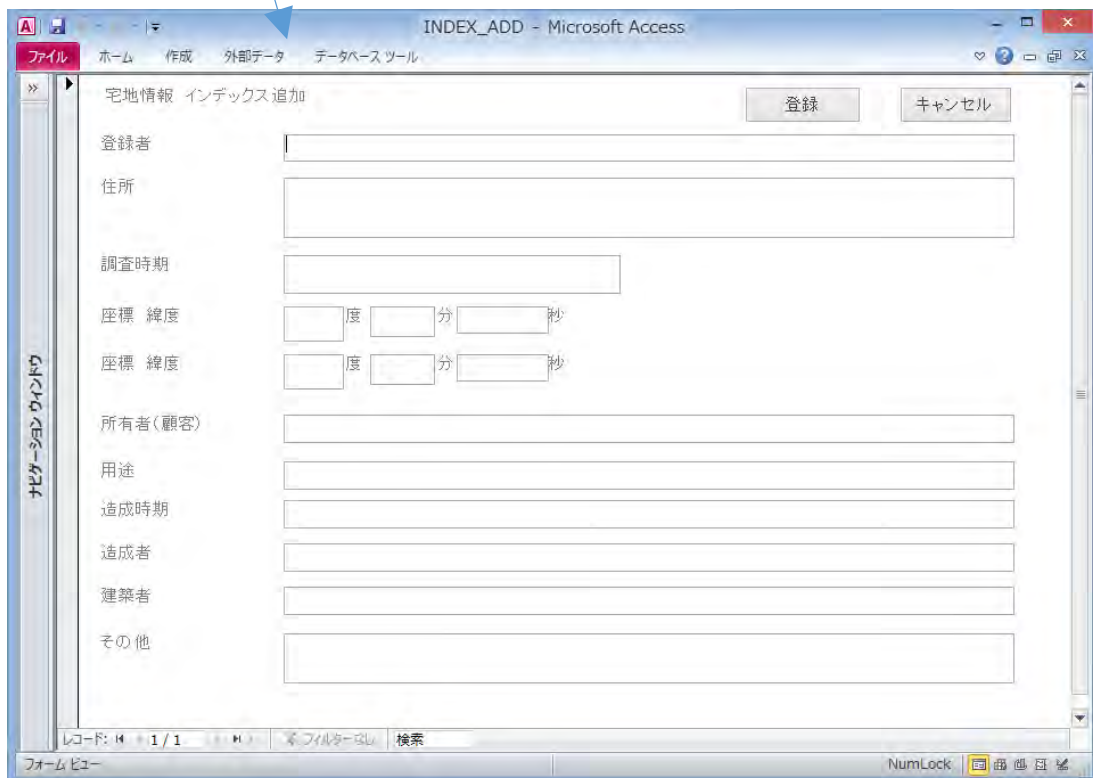 A
INDEX_ADD - Microsoft Access
ファイル ホーム 作成 外部データ データベース ツール
宅地情報 インデックス追加
登録 キャンセル
登録者
住所
調査時期
座標 緯度 度 分 秒
座標 緯度 度 分 秒
所有者(顧客)
用途
造成時期
造成者
建築者
その他
ナビゲーション ウィンドウ
レコード: 1 / 1 フィルターなし 検索
フォーム ビュー NumLock